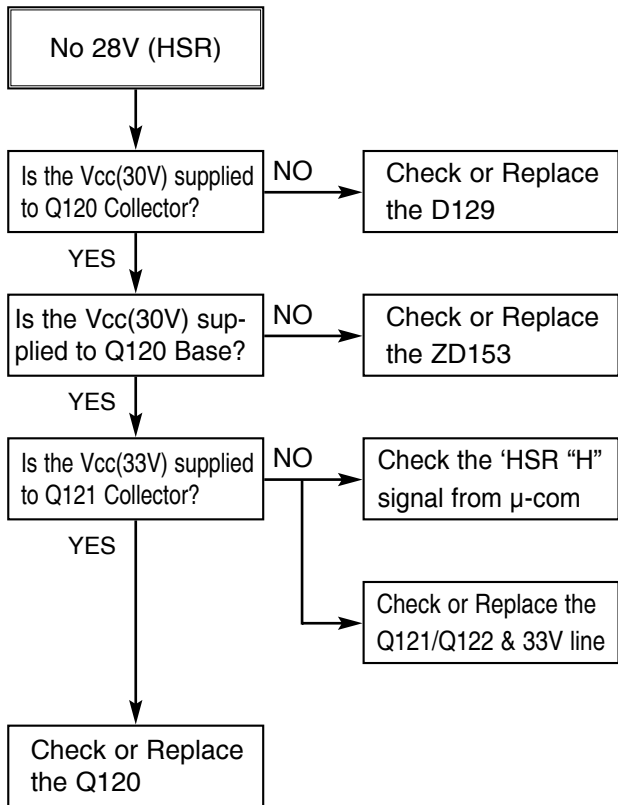 No 28V (HSR)
Is the Vcc(30V) supplied
to Q120 Collector?
NO
Check or Replace
the D129
YES
Is the Vcc(30V) sup-
plied to Q120 Base?
NO
Check or Replace
the ZD153
YES
Is the Vcc(33V) supplied
to Q121 Collector?
NO
Check the ‘HSR “H”
signal from µ-com
YES
Check or Replace the
Q121/Q122 & 33V line
Check or Replace
the Q120